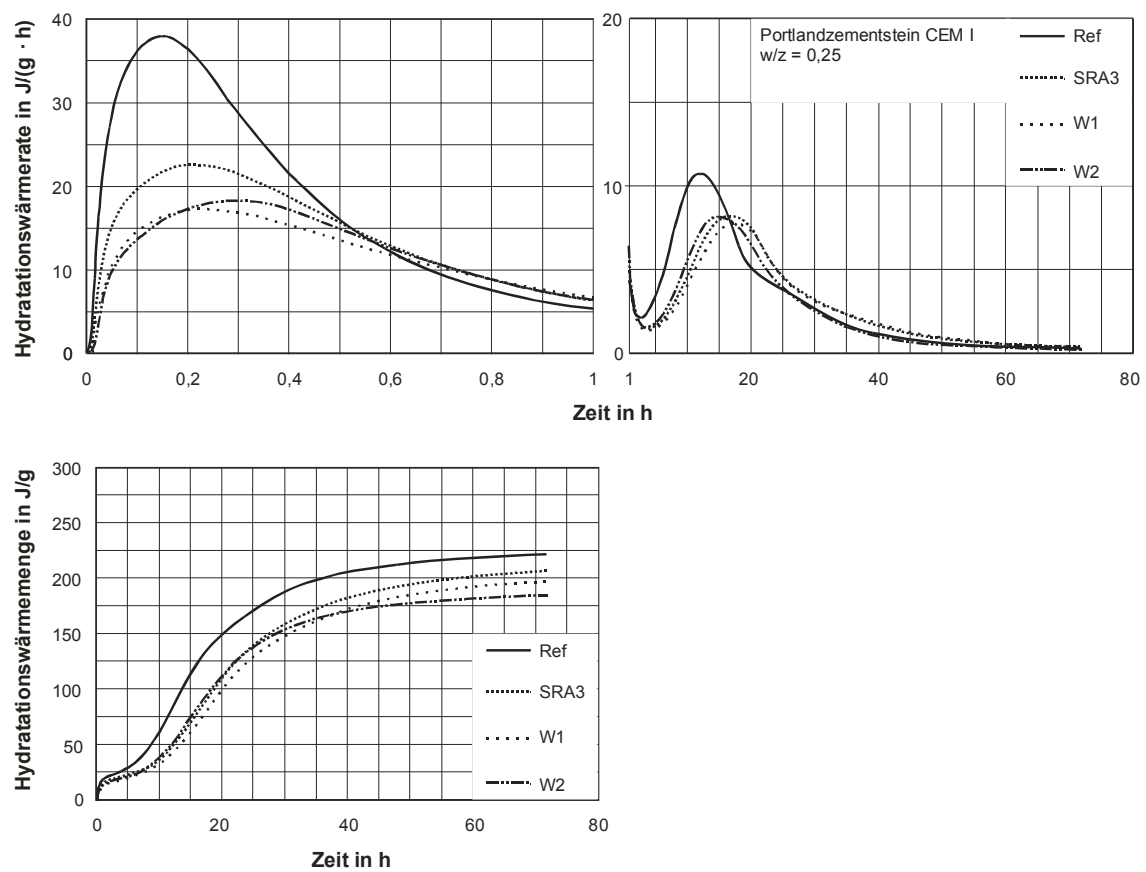 Hydratationswärmerate in J/(g · h)
40
30
20
10
0
0
0,2
0,4
0,6
0,8
1
20
10
0
1
20
40
60
80
Portlandzementstein CEM I
w/z = 0,25
Ref
SRA3
W1
W2
Zeit in h
Hydratationswärmemenge in J/g
300
250
200
150
100
50
0
0
20
40
60
80
Ref
SRA3
W1
W2
Zeit in h